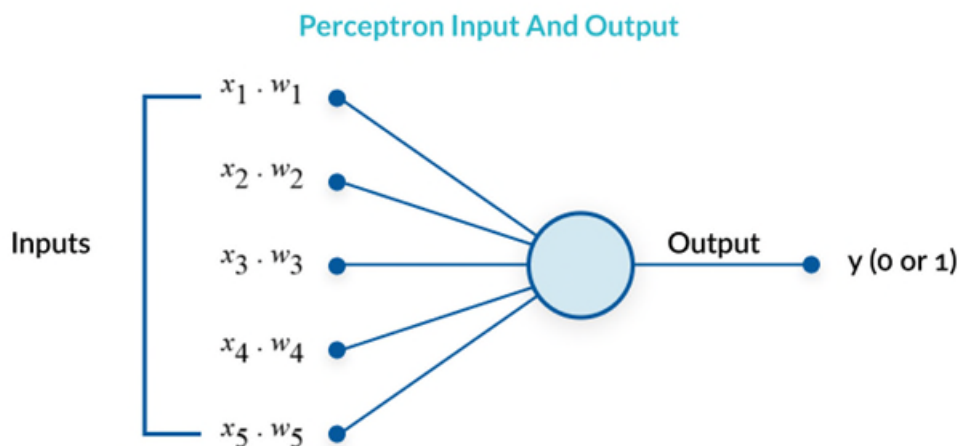 Perceptron Input And Output
x1 . w1
x2 . w2
Inputs
x3 . w3
Output
y (0 or 1)
x4 . w4
x5 . w5